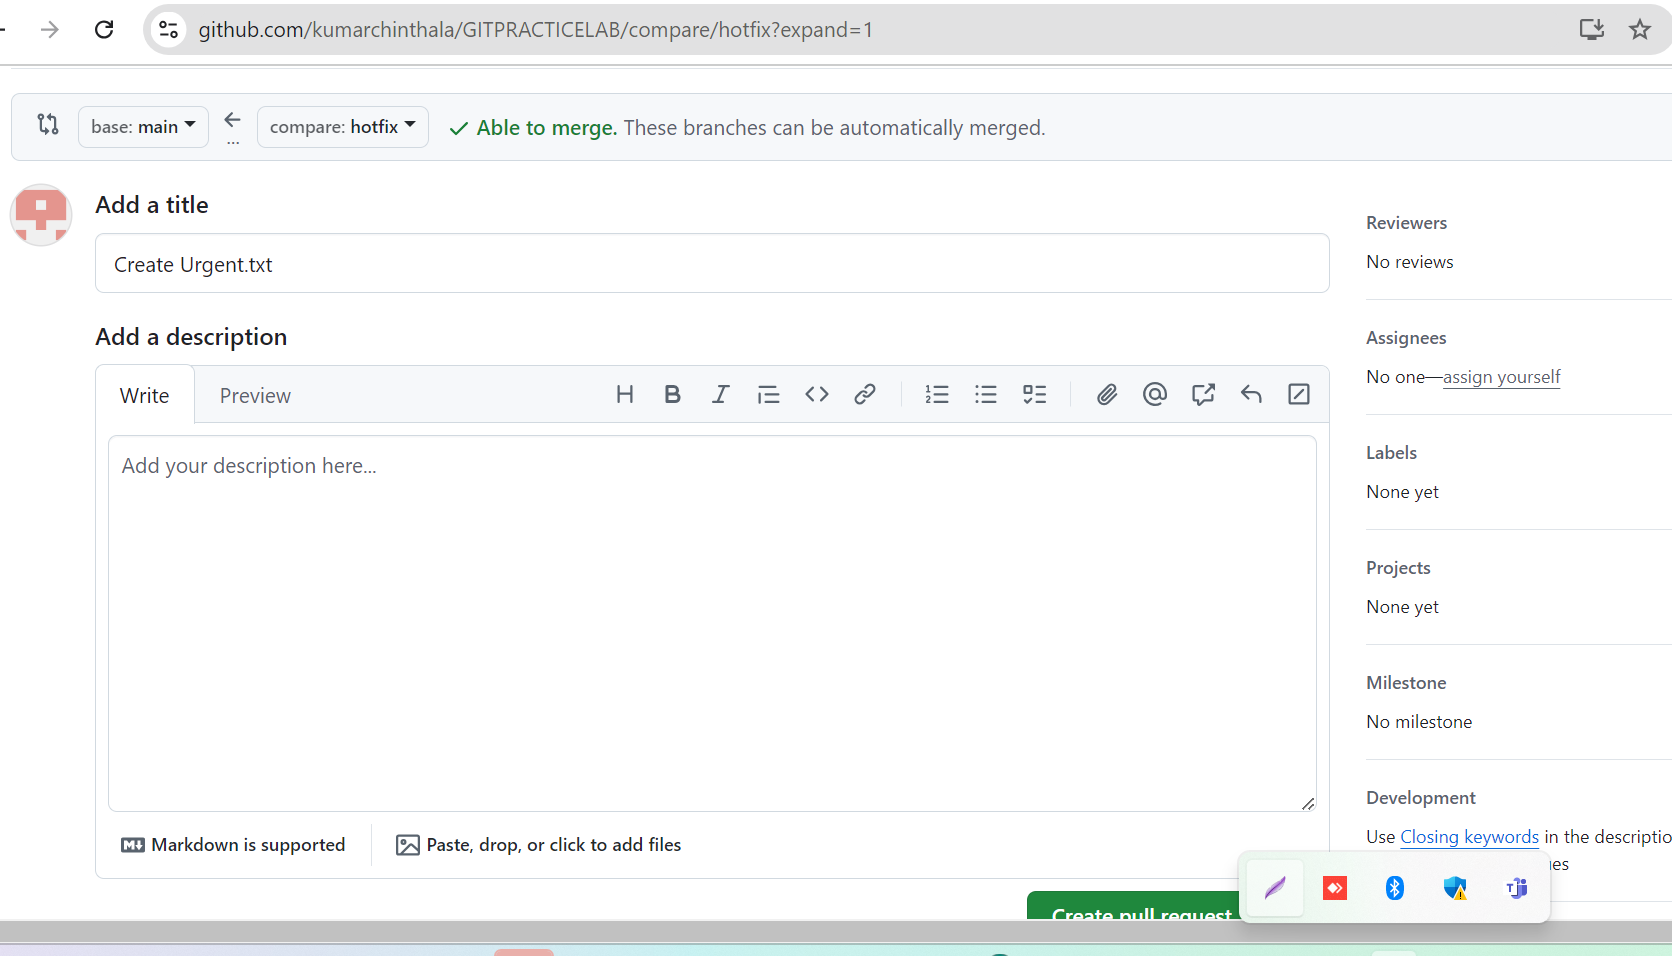 github.com/kumarchinthala/GITPRACTICELAB/compare/hotfix?expand=1
base: main
...
compare: hotfix
Able to merge. These branches can be automatically merged.
Add a title
Create Urgent.txt
Add a description
Write
Preview
Add your description here...
Markdown is supported
Paste, drop, or click to add files
Create pull request
Reviewers
No reviews
Assignees
No one—assign yourself
Labels
None yet
Projects
None yet
Milestone
No milestone
Development
Use Closing keywords in the descriptio